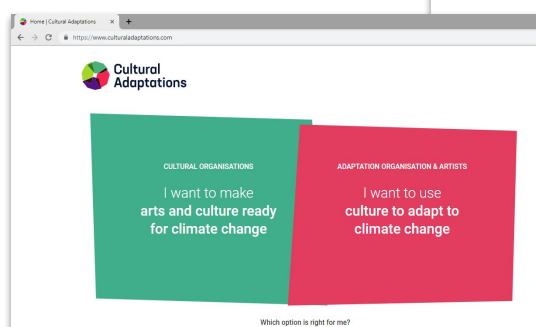 Home | Cultural Adaptations
https://www.culturaladaptations.com
Cultural
Adaptations
CULTURAL ORGANISATIONS
I want to make
arts and culture ready
for climate change
ADAPTATION ORGANISATION & ARTISTS
I want to use
culture to adapt to
climate change
Which option is right for me?